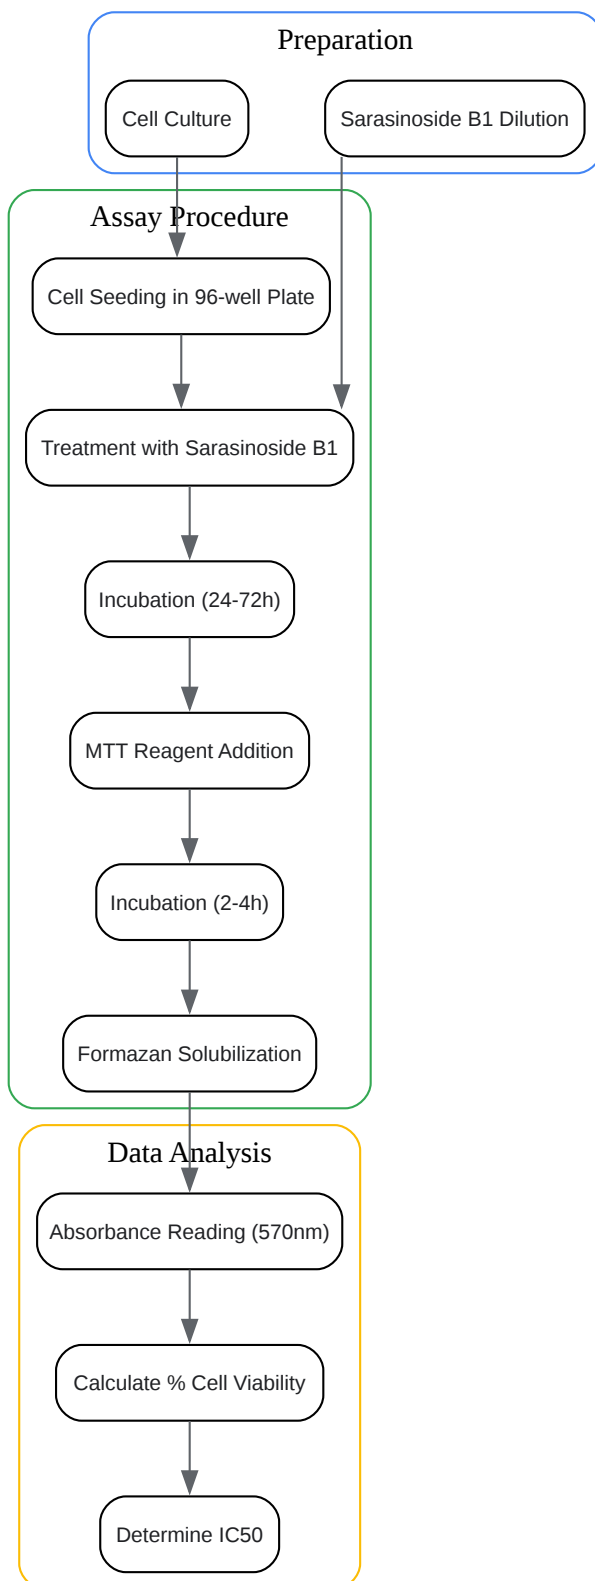 Preparation
Cell Culture
Sarasinoside B1 Dilution
Assay Procedure
Cell Seeding in 96-well Plate
Treatment with Sarasinoside B1
Incubation (24-72h)
MTT Reagent Addition
Incubation (2-4h)
Formazan Solubilization
Data Analysis
Absorbance Reading (570nm)
Calculate % Cell Viability
Determine IC50